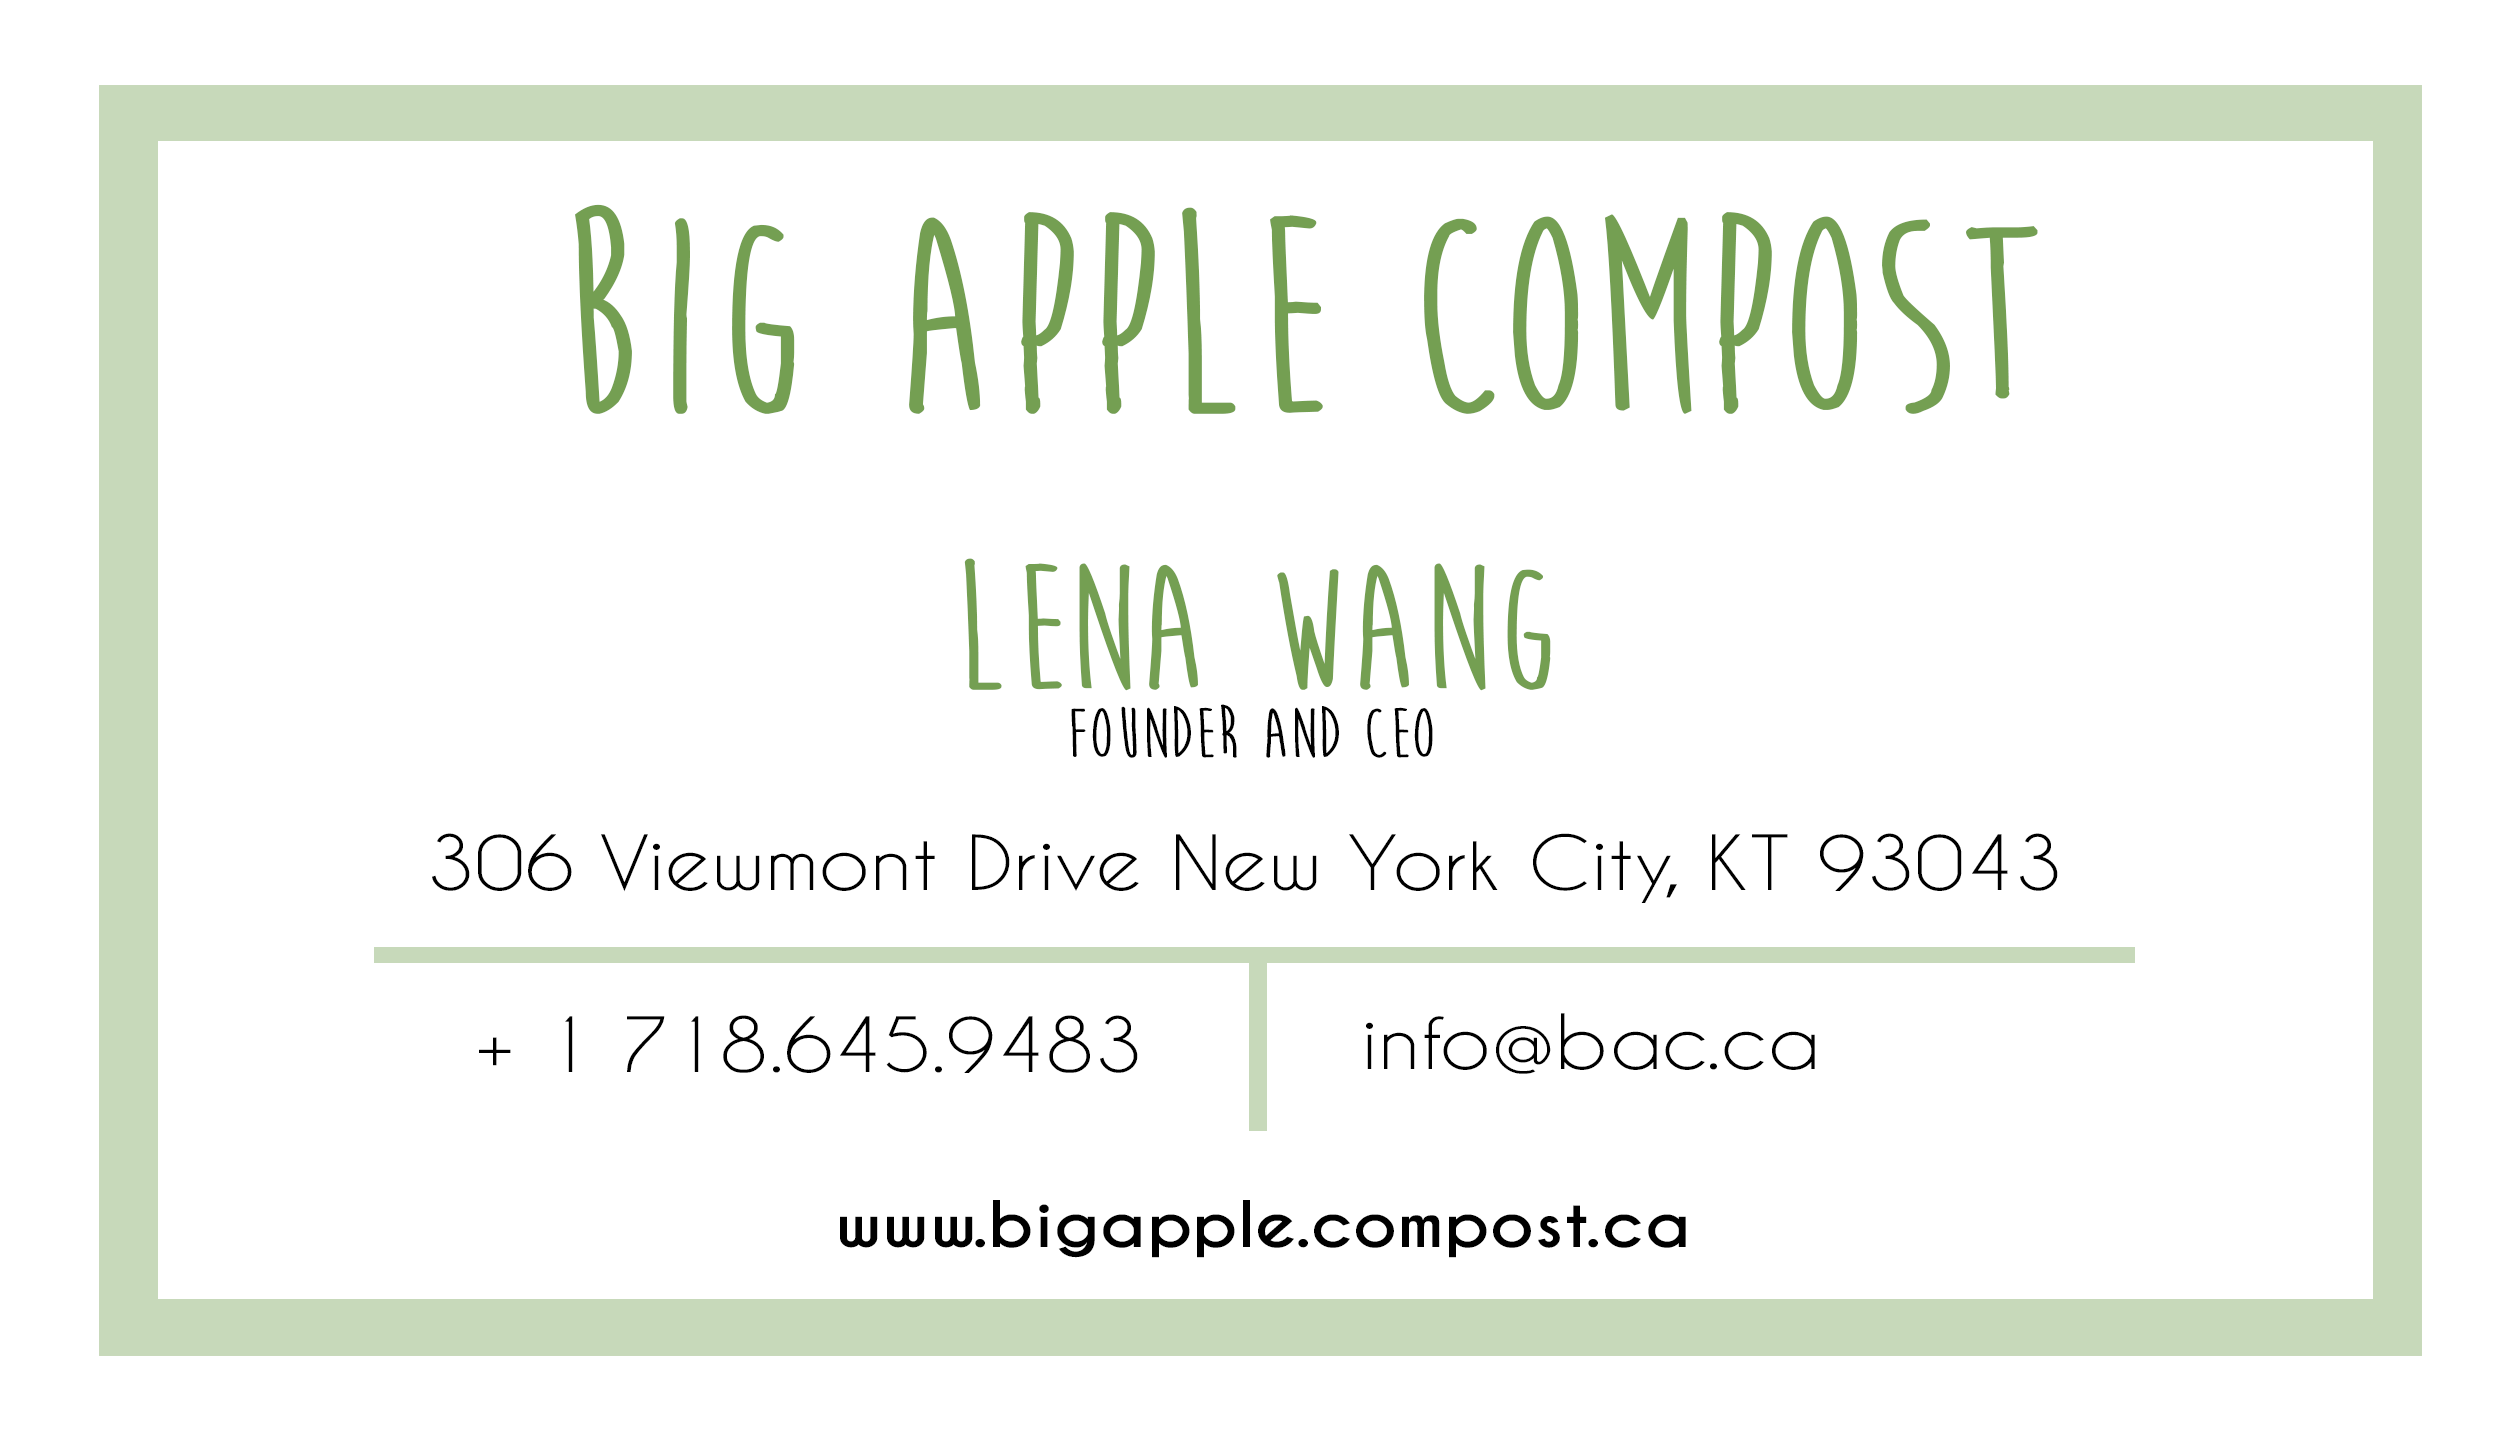 BIG APPLE COMPOST
LENA WANG
FOUNDER AND CEO
306 Viewmont Drive New York City, KT 93043
+ 1 718.645.9483
info@bac.ca
www.bigapple.compost.ca